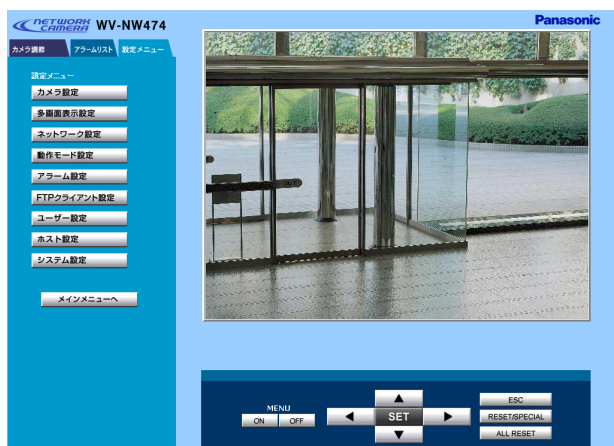 NETWORK CAMERA WV-NW474
Panasonic
カメラ調節 アラームリスト 設定メニュー
設定メニュー
カメラ設定
多画面表示設定
ネットワーク設定
動作モード設定
アラーム設定
FTPクライアント設定
ユーザー設定
ホスト設定
システム設定
メインメニューへ
MENU
ON OFF
SET
ESC
RESET/SPECIAL
ALL RESET